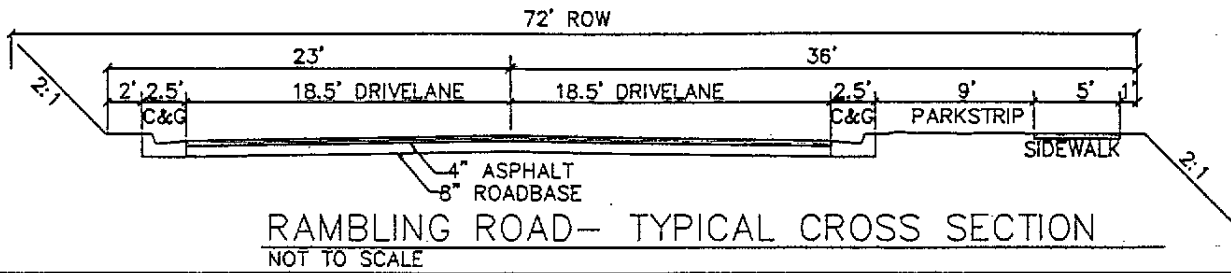 72' ROW
23' 36'
2:1 2' 2.5' 18.5' DRIVELANE 18.5' DRIVELANE 2.5' 9' 5' 1'
C&G C&G PARKSTRIP
SIDEWALK 2:1
4" ASPHALT
8" ROADBASE
RAMBLING ROAD- TYPICAL CROSS SECTION
NOT TO SCALE